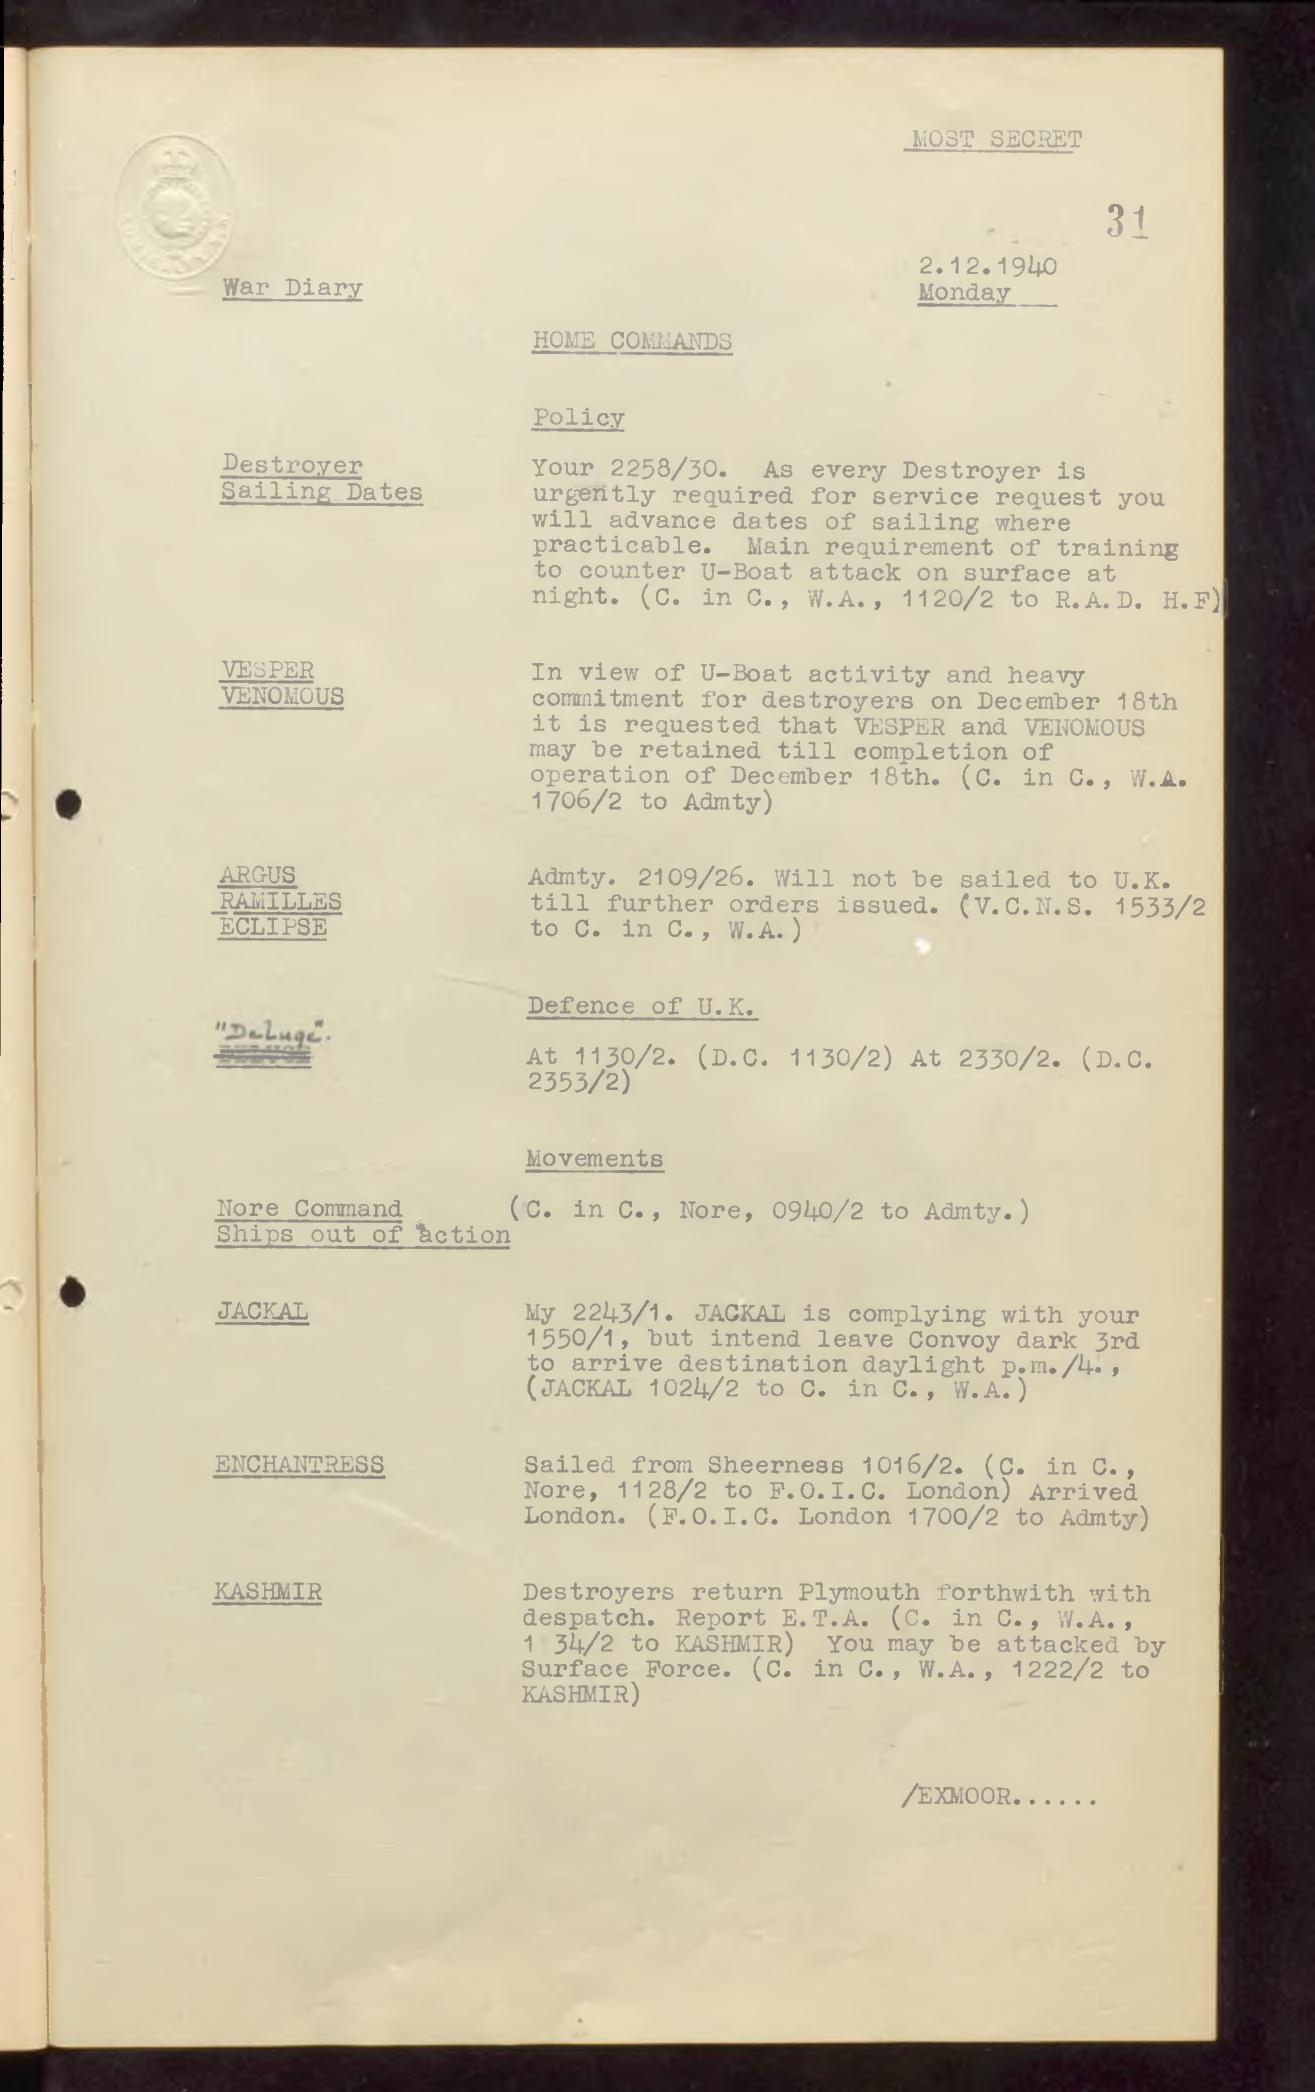 MOST SECRET
31
2.12.1940
War Diary
Monday
HOME COMMANDS
Policy
Destroyer
Sailing Dates
Your 2258/30. As every Destroyer is
urgently required for service request you
will advance dates of sailing where
practicable. Main requirement of training
to counter U-Boat attack on surface at
night. (C. in C., W.A., 1120/2 to R.A.D. H.F)
VESPER
VENOMOUS
In view of U-Boat activity and heavy
commitment for destroyers on December 18th
it is requested that VESPER and VENOMOUS
may be retained till completion of
operation of December 18th. (C. in C., W.A.
1706/2 to Admty)
ARGUS
RAMILLES
ECLIPSE
Admty. 2109/26. Will not be sailed to U.K.
till further orders issued. (V.C.N.S. 1533/2
to C. in C., W.A.)
Defence of U.K.
"Deluge".
At 1130/2. (D.C. 1130/2) At 2330/2. (D.C.
2353/2)
Movements
Nore Command
Ships out of action
(C. in C., Nore, 0940/2 to Admty.)
JACKAL
My 2243/1. JACKAL is complying with your
1550/1, but intend leave Convoy dark 3rd
to arrive destination daylight p.m./4.,
(JACKAL 1024/2 to C. in C., W.A.)
ENCHANTRESS
Sailed from Sheerness 1016/2. (C. in C.,
Nore, 1128/2 to F.O.I.C. London) Arrived
London. (F.O.I.C. London 1700/2 to Admty)
KASHMIR
Destroyers return Plymouth forthwith with
despatch. Report E.T.A. (C. in C., W.A.,
1 34/2 to KASHMIR) You may be attacked by
Surface Force. (C. in C., W.A., 1222/2 to
KASHMIR)
/EXMOOR......